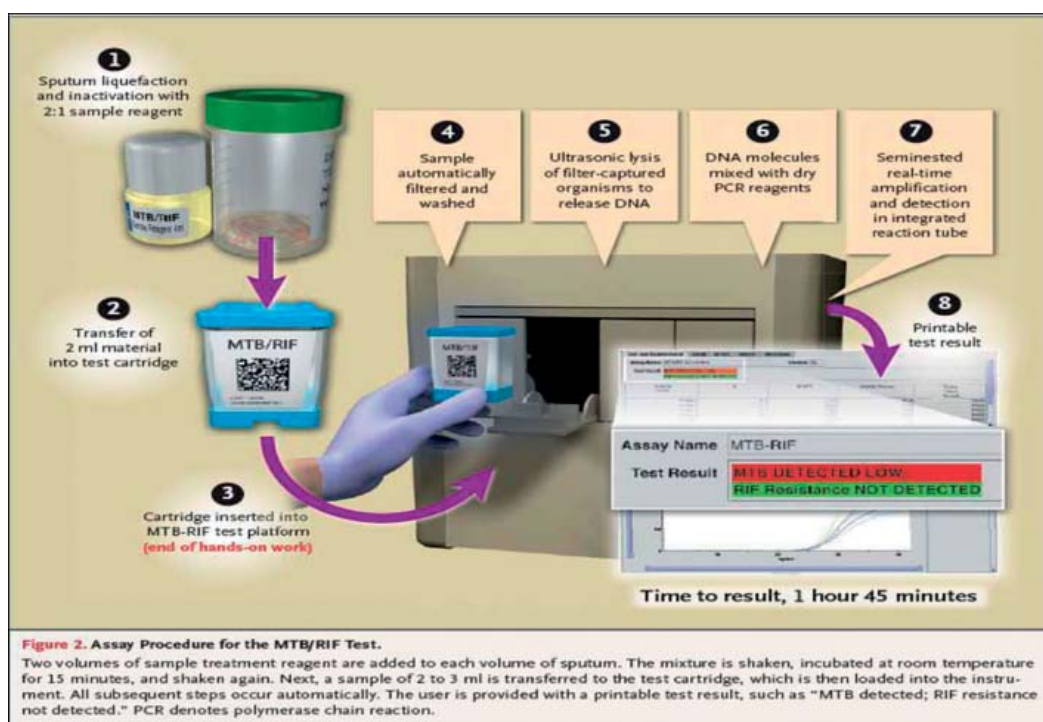 1
Sputum liquefaction
and inactivation with
2:1 sample reagent
MTB/RIF
2
Transfer of
2 ml material
into test cartridge
MTB/RIF
3
Cartridge inserted into
MTB-RIF test platform
(end of hands-on work)
MTB/RIF
4
Sample
automatically
filtered and
washed
5
Ultrasonic lysis
of filter-captured
organisms to
release DNA
6
DNA molecules
mixed with dry
PCR reagents
7
Seminested
real-time
amplification
and detection
in integrated
reaction tube
8
Printable
test result
Assay Name MTB-RIF
Test Result MTB DETECTED LOW
RIF Resistance NOT DETECTED
Time to result, 1 hour 45 minutes
Figure 2. Assay Procedure for the MTB/RIF Test.
Two volumes of sample treatment reagent are added to each volume of sputum. The mixture is shaken, incubated at room temperature
for 15 minutes, and shaken again. Next, a sample of 2 to 3 ml is transferred to the test cartridge, which is then loaded into the instru-
ment. All subsequent steps occur automatically. The user is provided with a printable test result, such as “MTB detected; RIF resistance
not detected.” PCR denotes polymerase chain reaction.